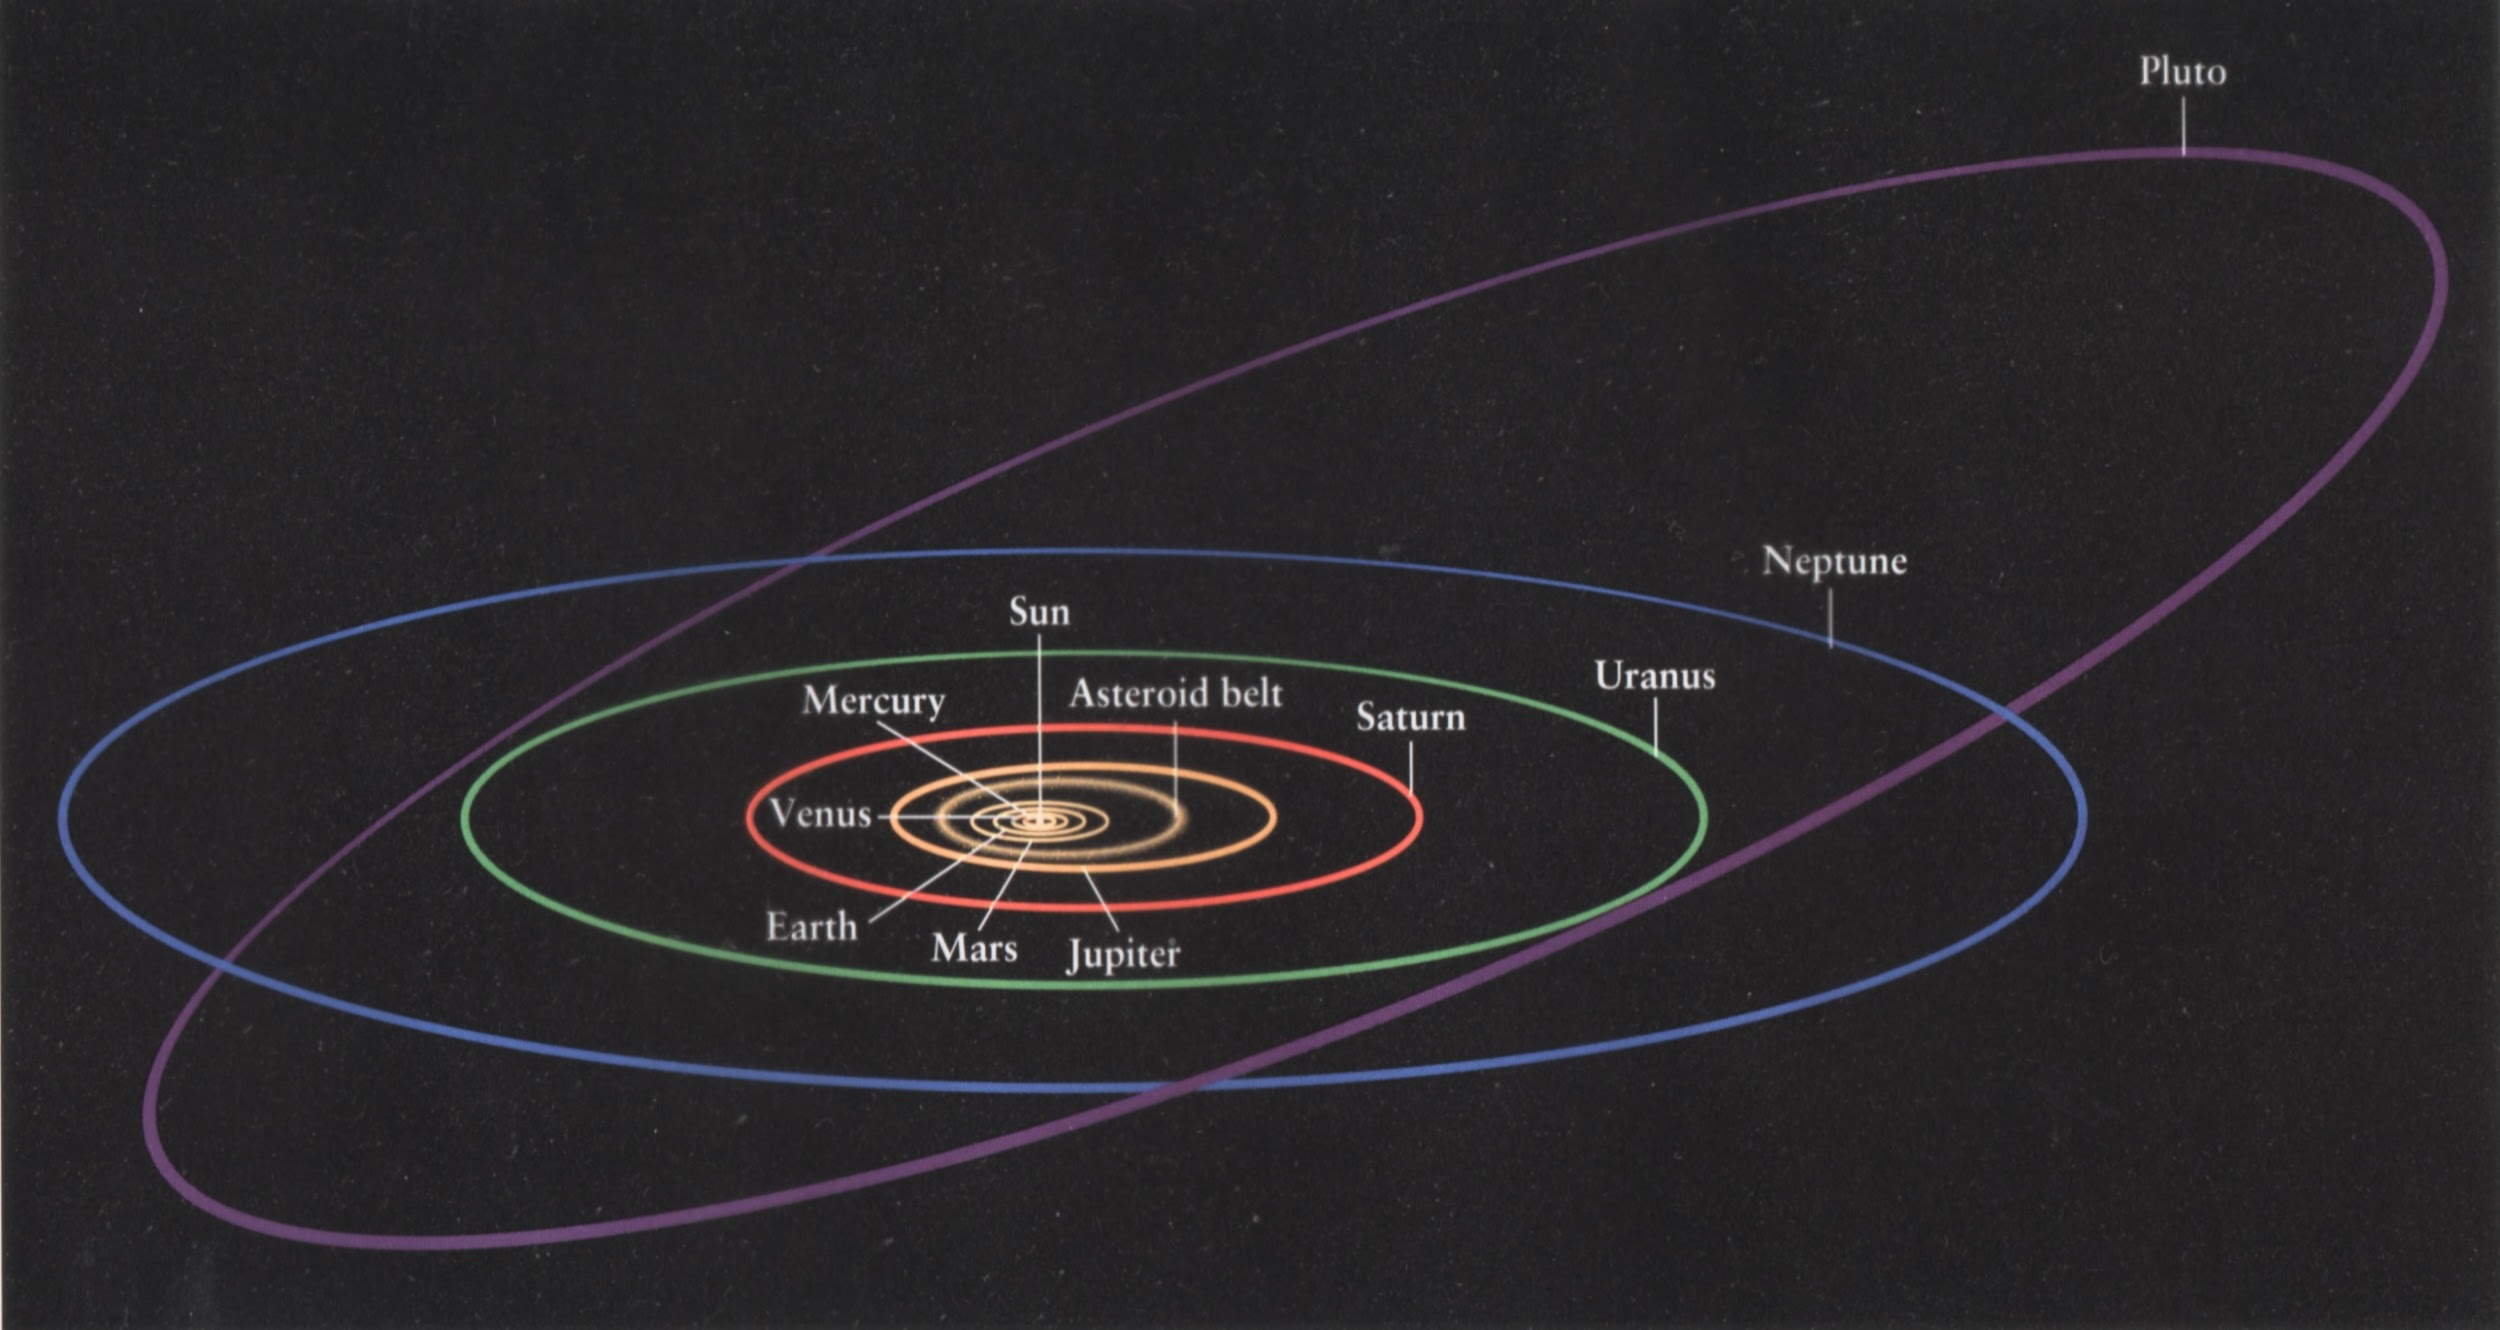 Pluto
Neptune
Sun
Uranus
Mercury
Asteroid belt
Saturn
Venus
Earth
Mars
Jupiter